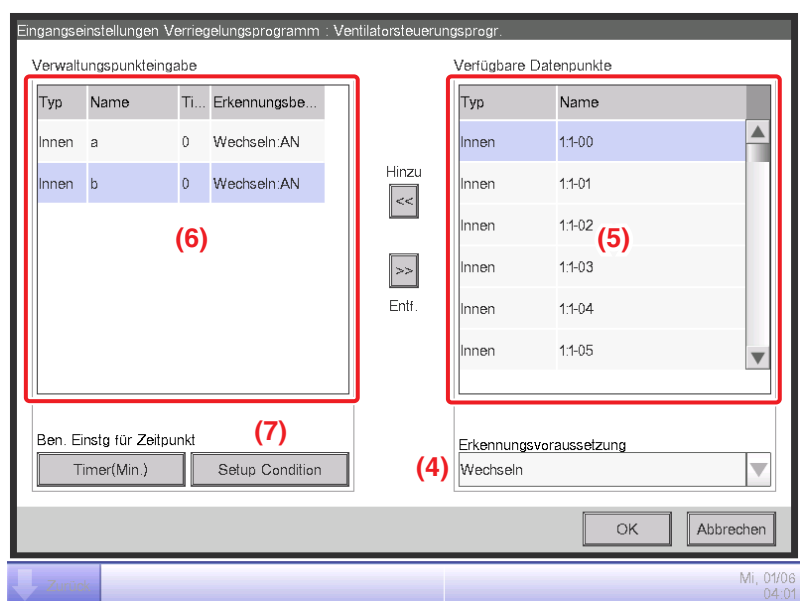 Eingangseinstellungen Verriegelungsprogramm : Ventilatorsteuerungsprogr.
Verwaltungspunkteingabe
Typ Name Ti... Erkennungsbe...
Innen a 0 Wechseln:AN
Innen b 0 Wechseln:AN
(6)
Hinzu
<<
>>
Entf.
Verfügbare Datenpunkte
Typ Name
Innen 1:1-00
Innen 1:1-01
Innen 1:1-02
(5)
Innen 1:1-03
Innen 1:1-04
Innen 1:1-05
Ben. Einstg für Zeitpunkt
(7)
Timer(Min.) Setup Condition
Erkennungsvoraussetzung
(4)
Wechseln
OK Abbrechen
Zurück
Mi, 01/06
04:01